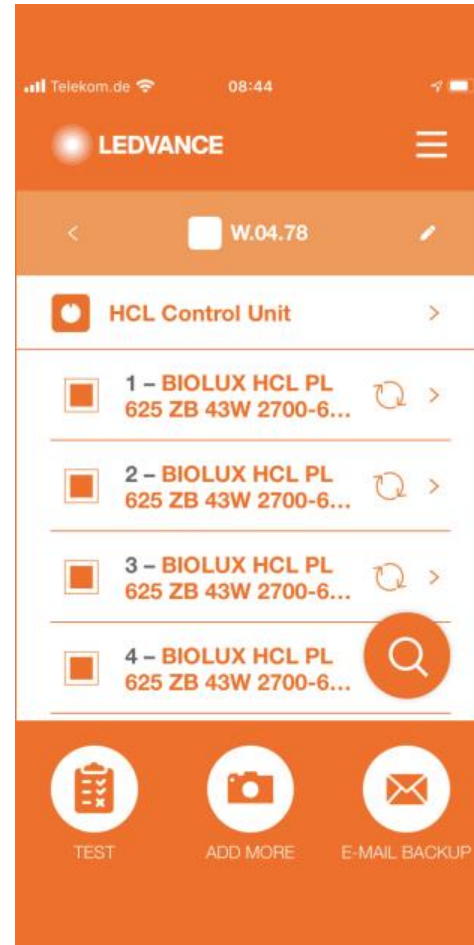 Telekom.de 08:44
LEDVANCE
W.04.78
HCL Control Unit
1 – BIOLUX HCL PL
625 ZB 43W 2700-6...
2 – BIOLUX HCL PL
625 ZB 43W 2700-6...
3 – BIOLUX HCL PL
625 ZB 43W 2700-6...
4 – BIOLUX HCL PL
625 ZB 43W 2700-6...
TEST ADD MORE E-MAIL BACKUP